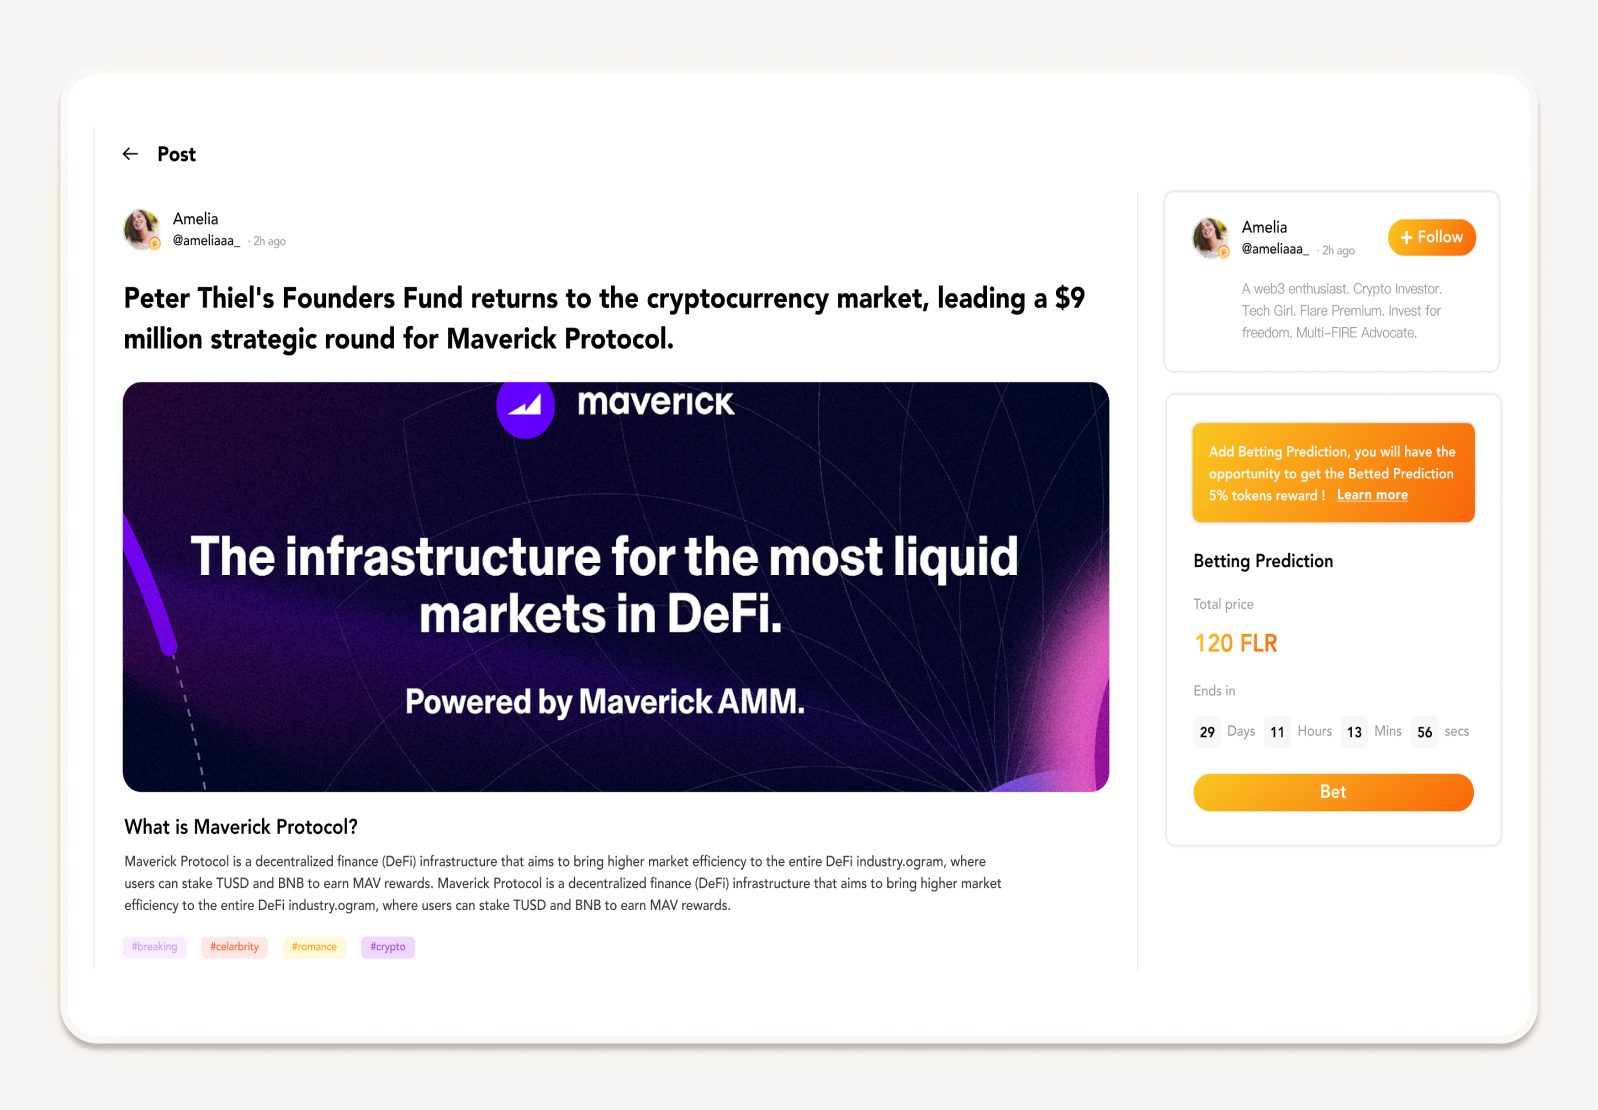 Post
Amelia
@ameliaaa_ · 2h ago
Peter Thiel's Founders Fund returns to the cryptocurrency market, leading a $9
million strategic round for Maverick Protocol.
maverick
The infrastructure for the most liquid
markets in DeFi.
Powered by Maverick AMM.
What is Maverick Protocol?
Maverick Protocol is a decentralized finance (DeFi) infrastructure that aims to bring higher market efficiency to the entire DeFi industry.ogram, where
users can stake TUSD and BNB to earn MAV rewards. Maverick Protocol is a decentralized finance (DeFi) infrastructure that aims to bring higher market
efficiency to the entire DeFi industry.ogram, where users can stake TUSD and BNB to earn MAV rewards.
#breaking #celarbrity #romance #crypto
Amelia
@ameliaaa_ · 2h ago
+ Follow
A web3 enthusiast. Crypto Investor.
Tech Girl. Flare Premium. Invest for
freedom. Multi-FIRE Advocate.
Add Betting Prediction, you will have the
opportunity to get the Betted Prediction
5% tokens reward ! Learn more
Betting Prediction
Total price
120 FLR
Ends in
29 Days 11 Hours 13 Mins 56 secs
Bet